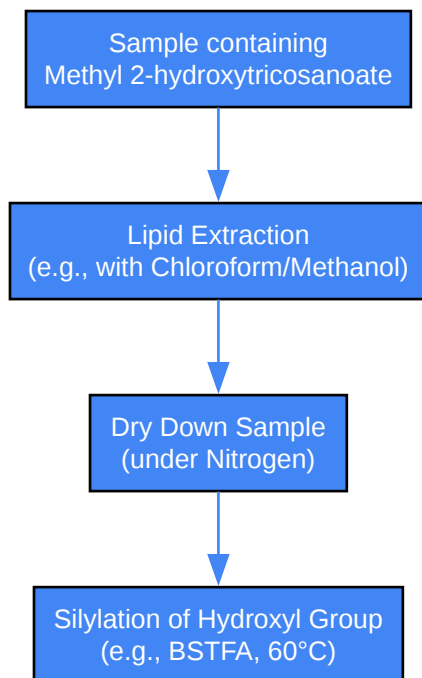 Sample containing
Methyl 2-hydroxytricosanoate
Lipid Extraction
(e.g., with Chloroform/Methanol)
Dry Down Sample
(under Nitrogen)
Silylation of Hydroxyl Group
(e.g., BSTFA, 60°C)